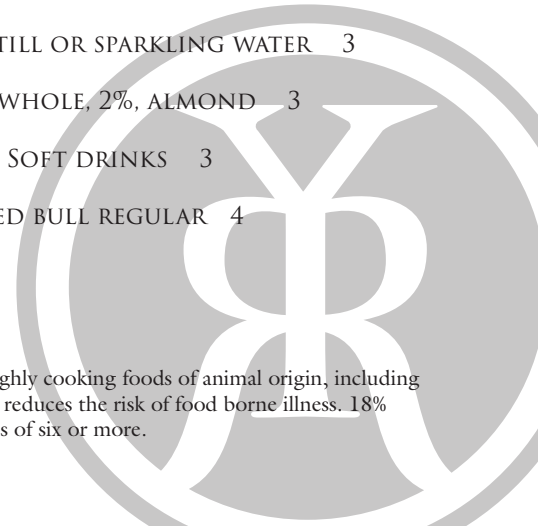 TILL OR SPARKLING WATER 3
WHOLE, 2%, ALMOND 3
SOFT DRINKS 3
ED BULL REGULAR 4
ghly cooking foods of animal origin, including
reduces the risk of food borne illness. 18%
s of six or more.